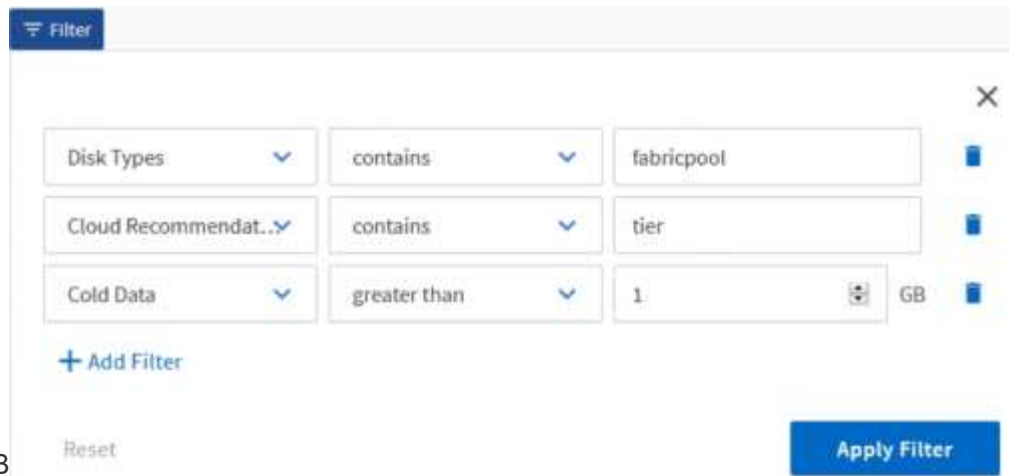 Filter
Disk Types contains fabricpool
Cloud Recommendat... contains tier
Cold Data greater than 1 GB
+ Add Filter
Reset Apply Filter